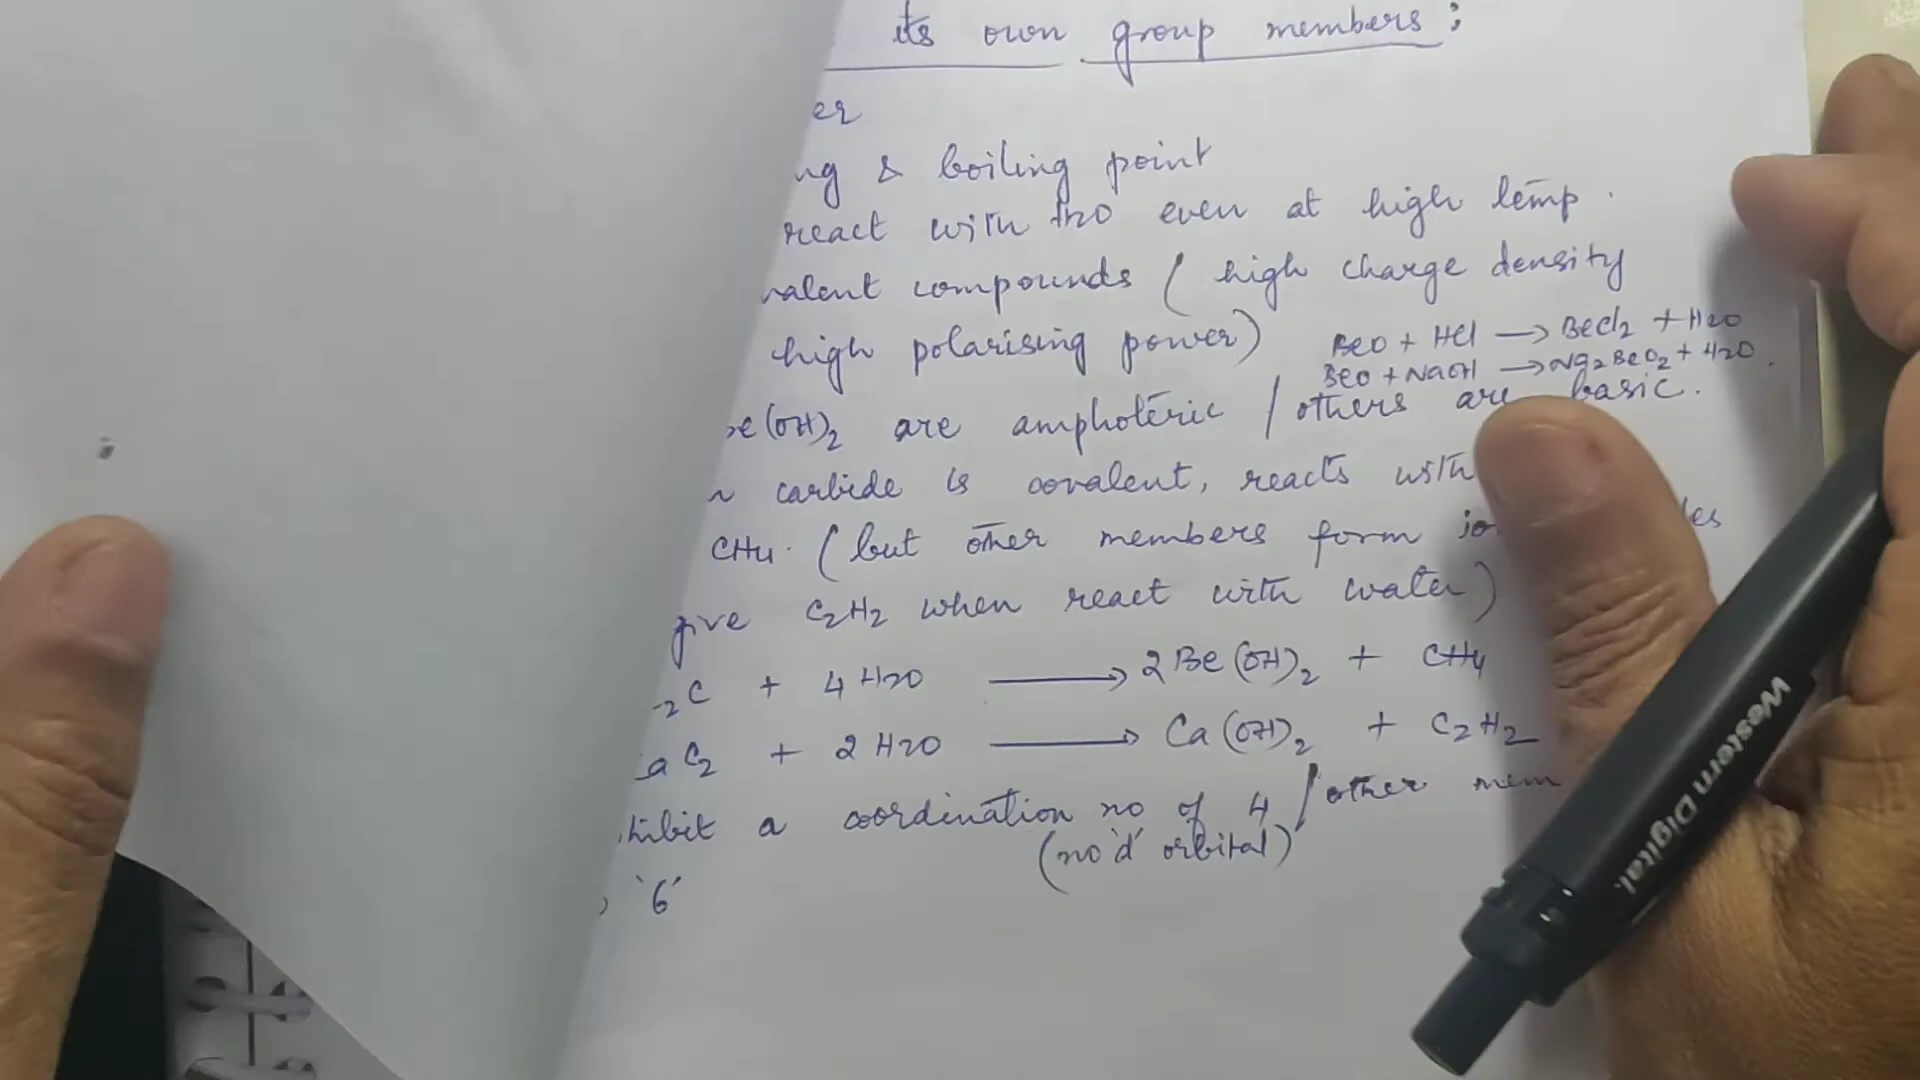 its own group members :
er
ng & boiling point
react with H2O even at high temp.
valent compounds ( high charge density
high polarising power)
BeO + HCl → BeCl2 + H2O
BeO + NaOH → Na2BeO2 + H2O.
Be(OH)2 are amphoteric / others are basic.
n carbide is covalent, reacts with
CH4. (but other members form io les
give C2H2 when react with water)
2C + 4H2O → 2Be(OH)2 + CH4
aC2 + 2H2O → Ca(OH)2 + C2H2
hibit a coordination no of 4 / other mem
(no 'd' orbital)
'6'
Western Digital.